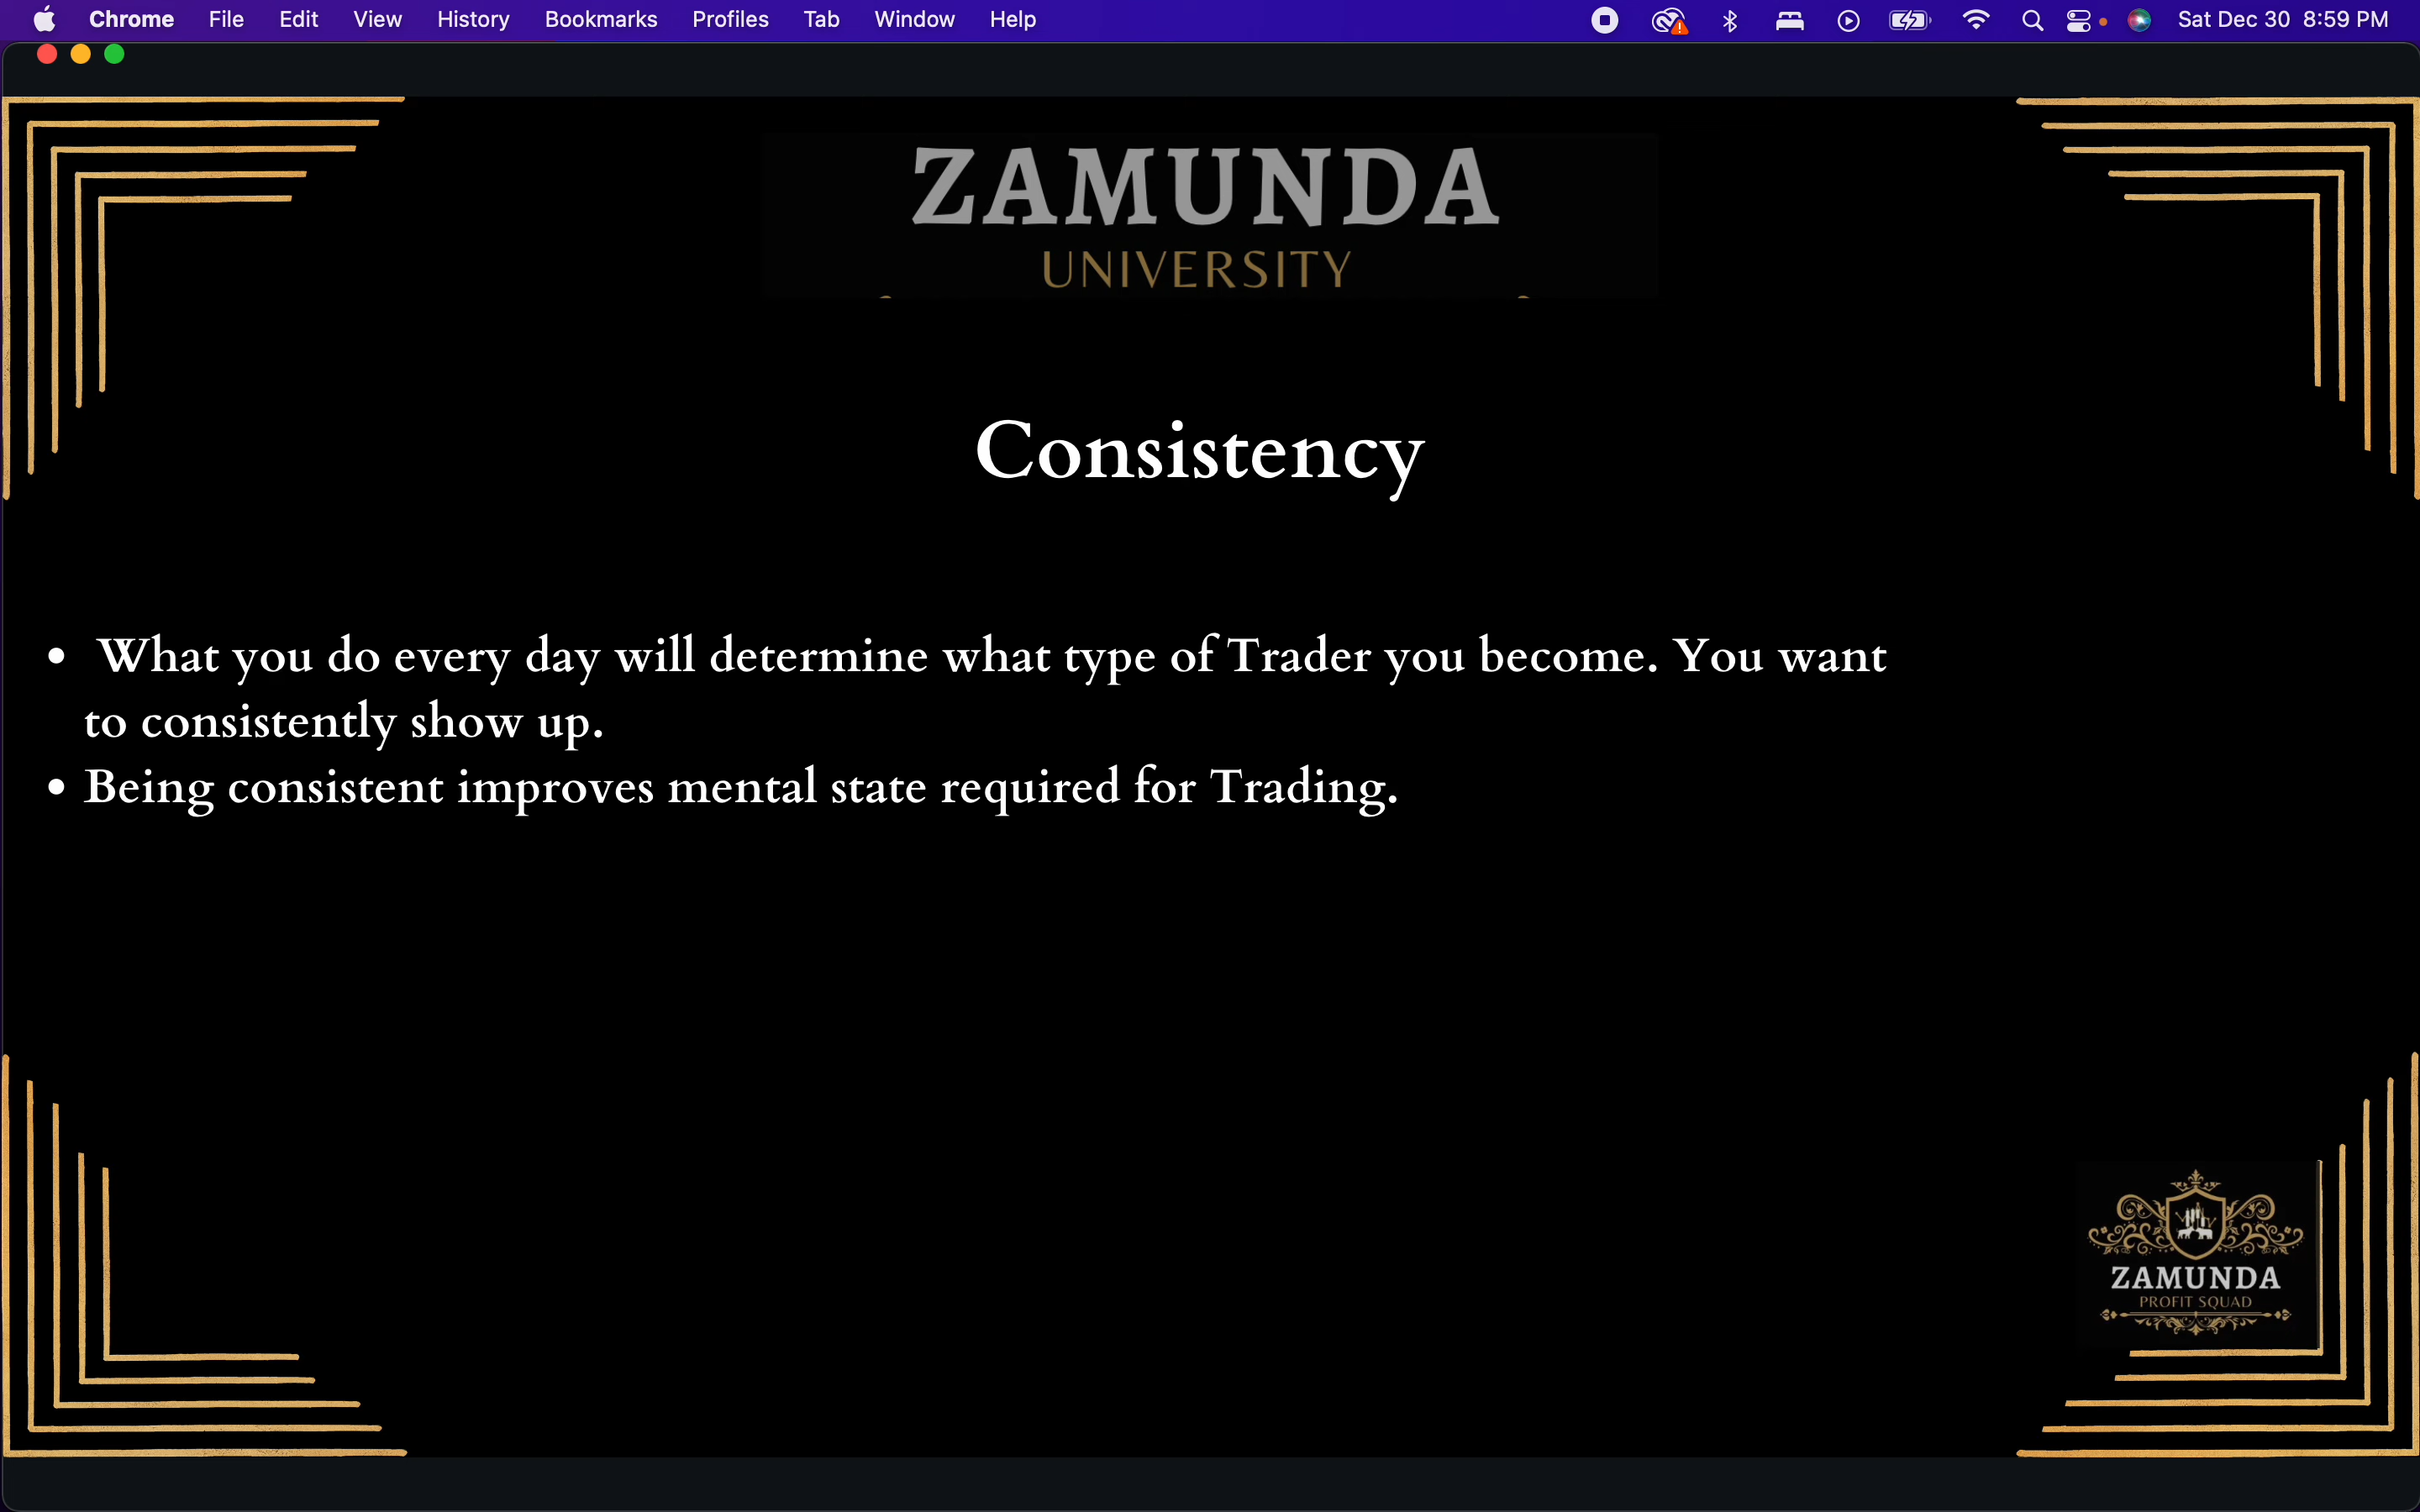 Chrome File Edit View History Bookmarks Profiles Tab Window Help Sat Dec 30 8:59 PM
ZAMUNDA
UNIVERSITY
Consistency
• What you do every day will determine what type of Trader you become. You want
to consistently show up.
• Being consistent improves mental state required for Trading.
ZAMUNDA
PROFIT SQUAD